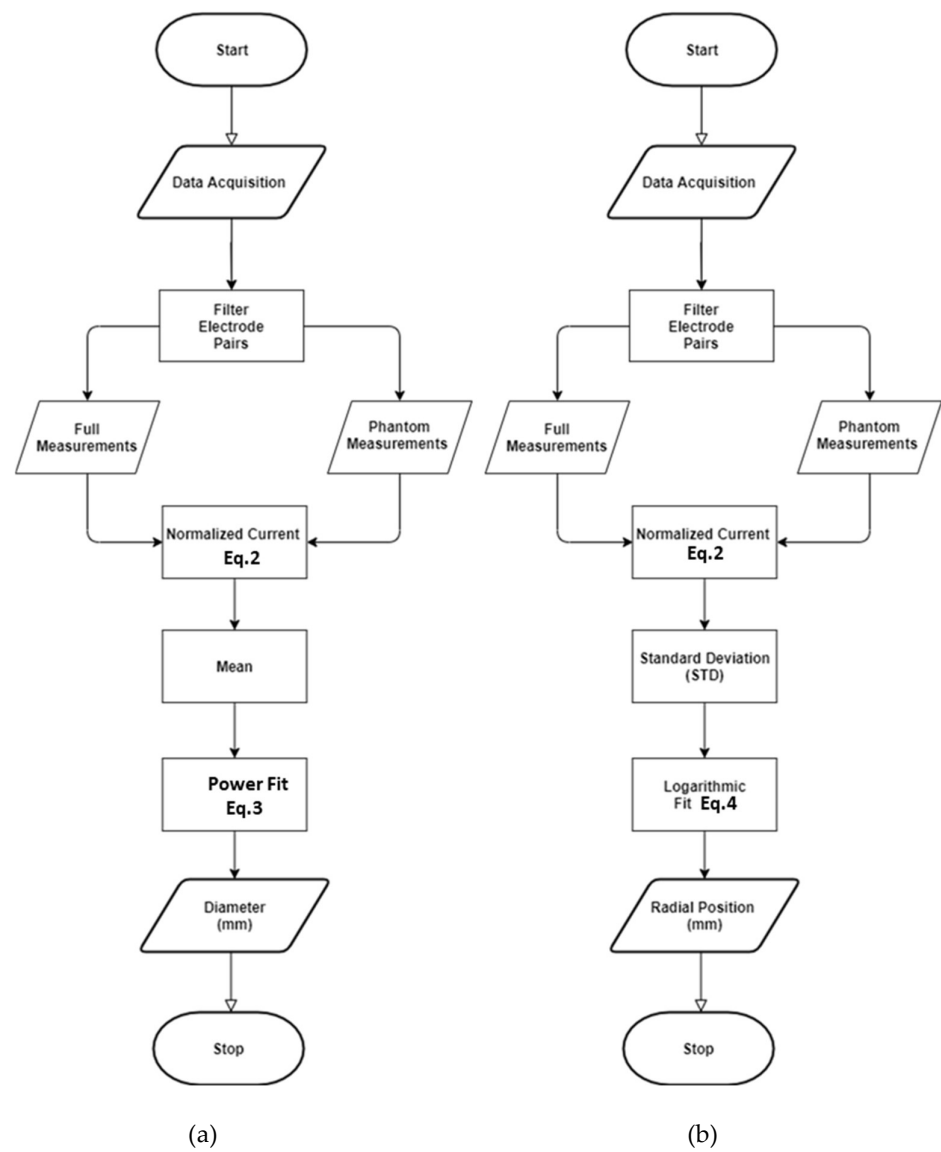 Start
Data Acquisition
Filter
Electrode
Pairs
Full
Measurements
Phantom
Measurements
Normalized Current
Eq.2
Mean
Power Fit
Eq.3
Diameter
(mm)
Stop
(a)
Start
Data Acquisition
Filter
Electrode
Pairs
Full
Measurements
Phantom
Measurements
Normalized Current
Eq.2
Standard Deviation
(STD)
Logarithmic
Fit Eq.4
Radial Position
(mm)
Stop
(b)